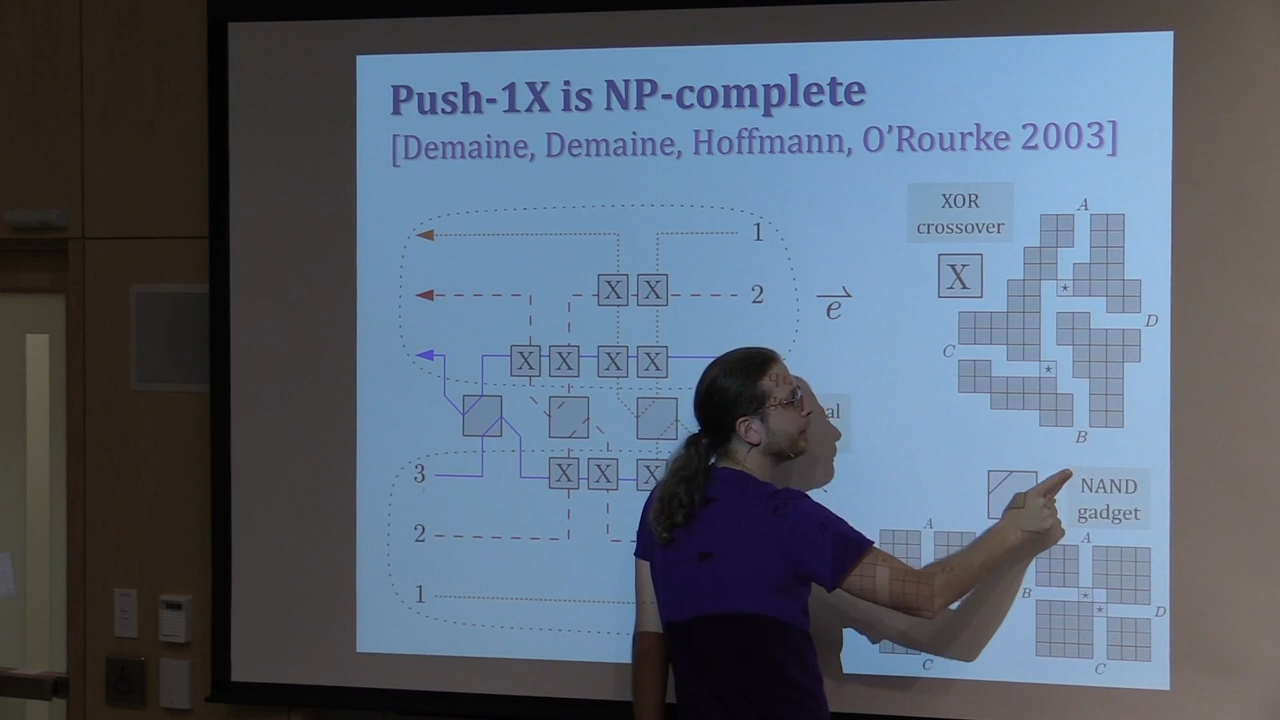 Push-1X is NP-complete
[Demaine, Demaine, Hoffmann, O'Rourke 2003]
1
X X
2
X X X X
e
3
X X X
2
1
XOR
crossover
X
A
D
C
B
NAND
gadget
A
C
A
B
D
C